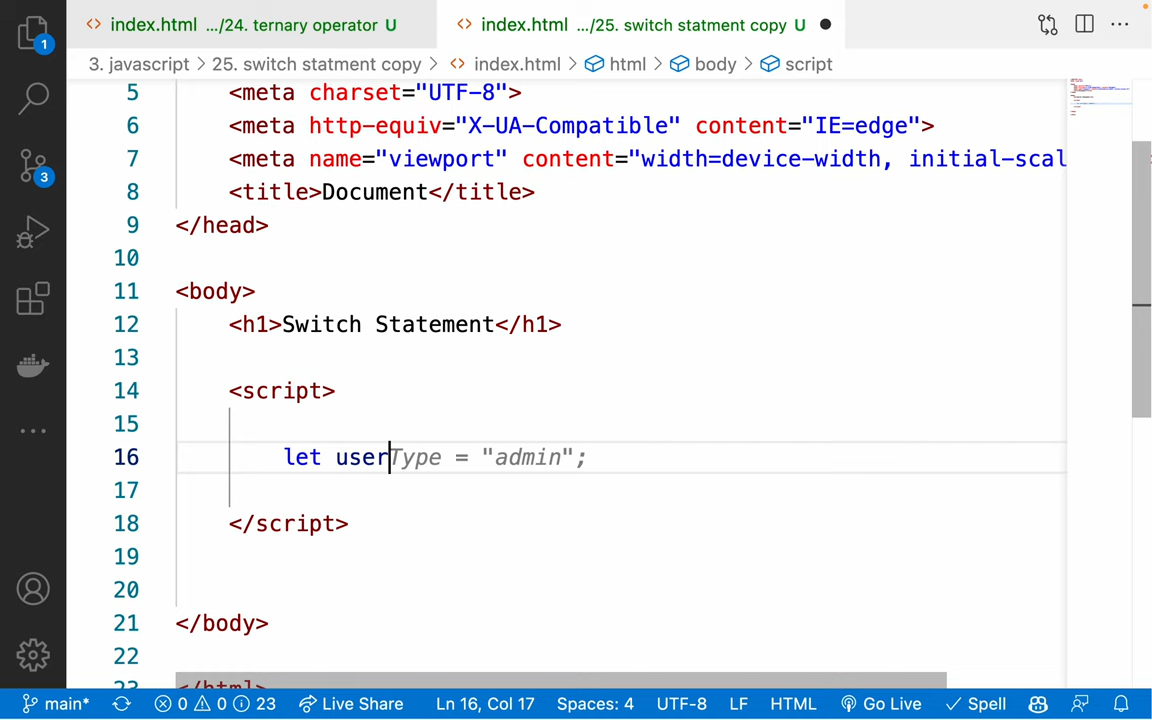 index.html .../24. ternary operator U
index.html .../25. switch statment copy U
3. javascript > 25. switch statment copy > index.html > html > body > script
1
3
5 <meta charset="UTF-8">
6 <meta http-equiv="X-UA-Compatible" content="IE=edge">
7 <meta name="viewport" content="width=device-width, initial-scal
8 <title>Document</title>
9 </head>
10
11 <body>
12 <h1>Switch Statement</h1>
13
14 <script>
15
16 let userType = "admin";
17
18 </script>
19
20
21 </body>
22
23 </html>
main* 0 0 23 Live Share Ln 16, Col 17 Spaces: 4 UTF-8 LF HTML Go Live Spell